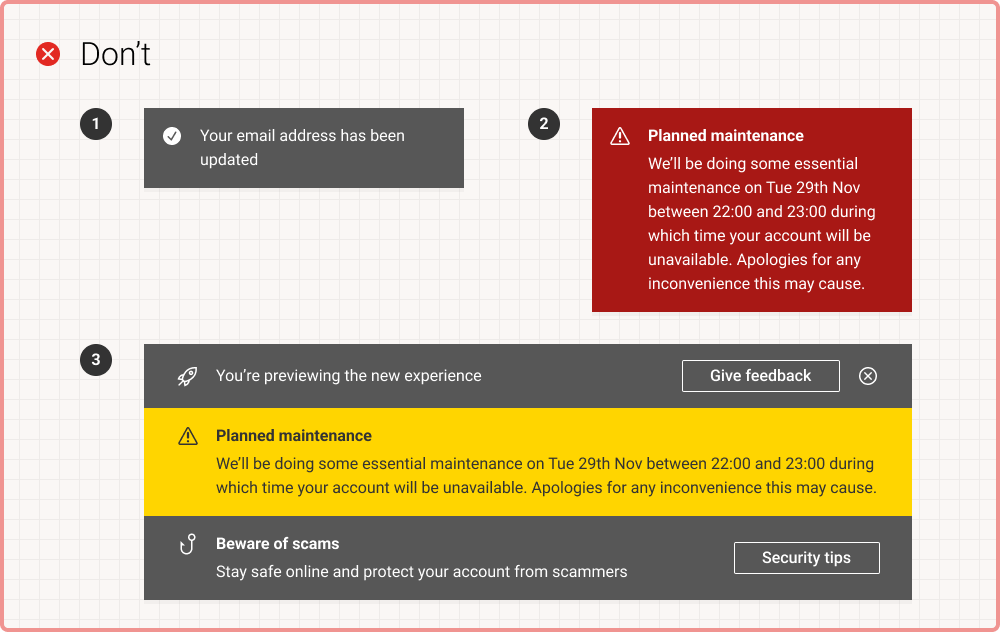 Don’t
1
Your email address has been
updated
2
Planned maintenance
We’ll be doing some essential
maintenance on Tue 29th Nov
between 22:00 and 23:00 during
which time your account will be
unavailable. Apologies for any
inconvenience this may cause.
3
You’re previewing the new experience
Give feedback
Planned maintenance
We’ll be doing some essential maintenance on Tue 29th Nov between 22:00 and 23:00 during
which time your account will be unavailable. Apologies for any inconvenience this may cause.
Beware of scams
Stay safe online and protect your account from scammers
Security tips